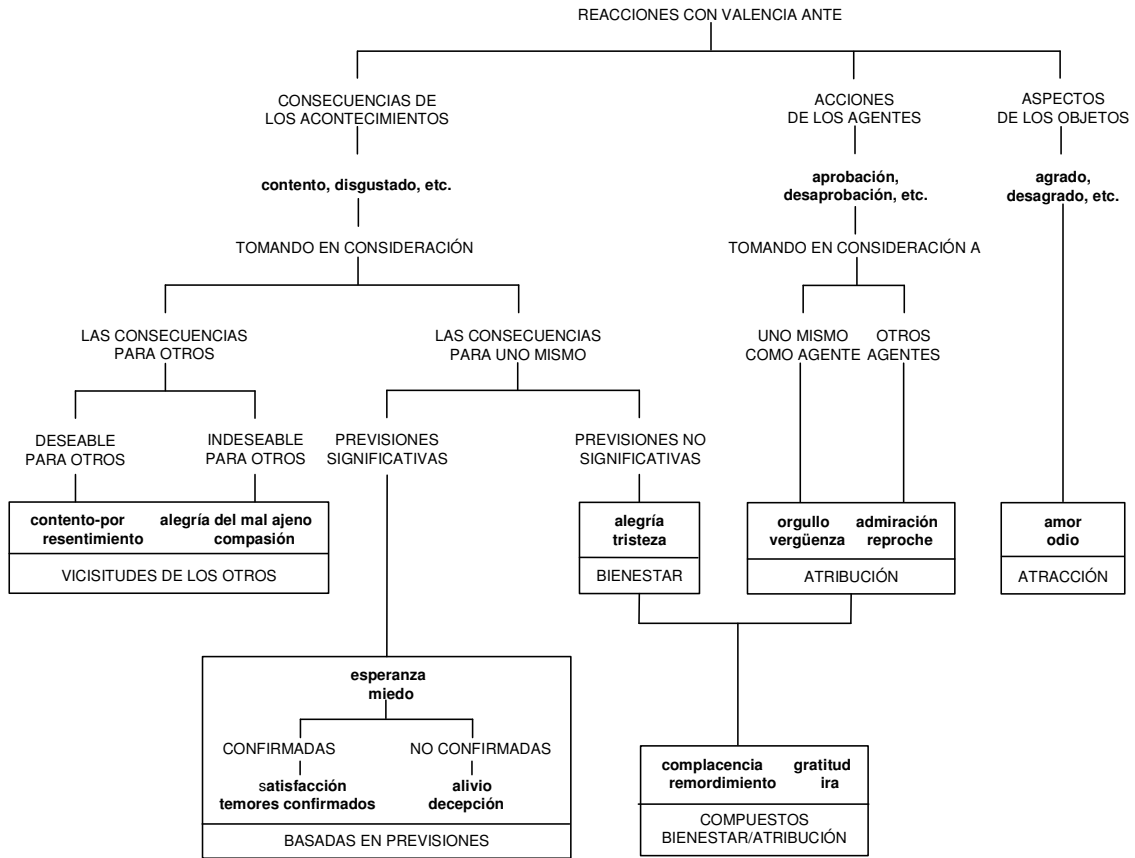 REACCIONES CON VALENCIA ANTE
CONSECUENCIAS DE
LOS ACONTECIMIENTOS
ACCIONES
DE LOS AGENTES
ASPECTOS
DE LOS OBJETOS
contento, disgustado, etc.
aprobación,
desaprobación, etc.
agrado,
desagrado, etc.
TOMANDO EN CONSIDERACIÓN
TOMANDO EN CONSIDERACIÓN A
LAS CONSECUENCIAS
PARA OTROS
LAS CONSECUENCIAS
PARA UNO MISMO
UNO MISMO
COMO AGENTE
OTROS
AGENTES
DESEABLE
PARA OTROS
INDESEABLE
PARA OTROS
PREVISIONES
SIGNIFICATIVAS
PREVISIONES NO
SIGNIFICATIVAS
contento-por
resentimiento
alegría del mal ajeno
compasión
VICISITUDES DE LOS OTROS
alegría
tristeza
BIENESTAR
orgullo
vergüenza
admiración
reproche
ATRIBUCIÓN
amor
odio
ATRACCIÓN
esperanza
miedo
CONFIRMADAS
NO CONFIRMADAS
satisfacción
temores confirmados
alivio
decepción
BASADAS EN PREVISIONES
complacencia
remordimiento
gratitud
ira
COMPUESTOS
BIENESTAR/ATRIBUCIÓN